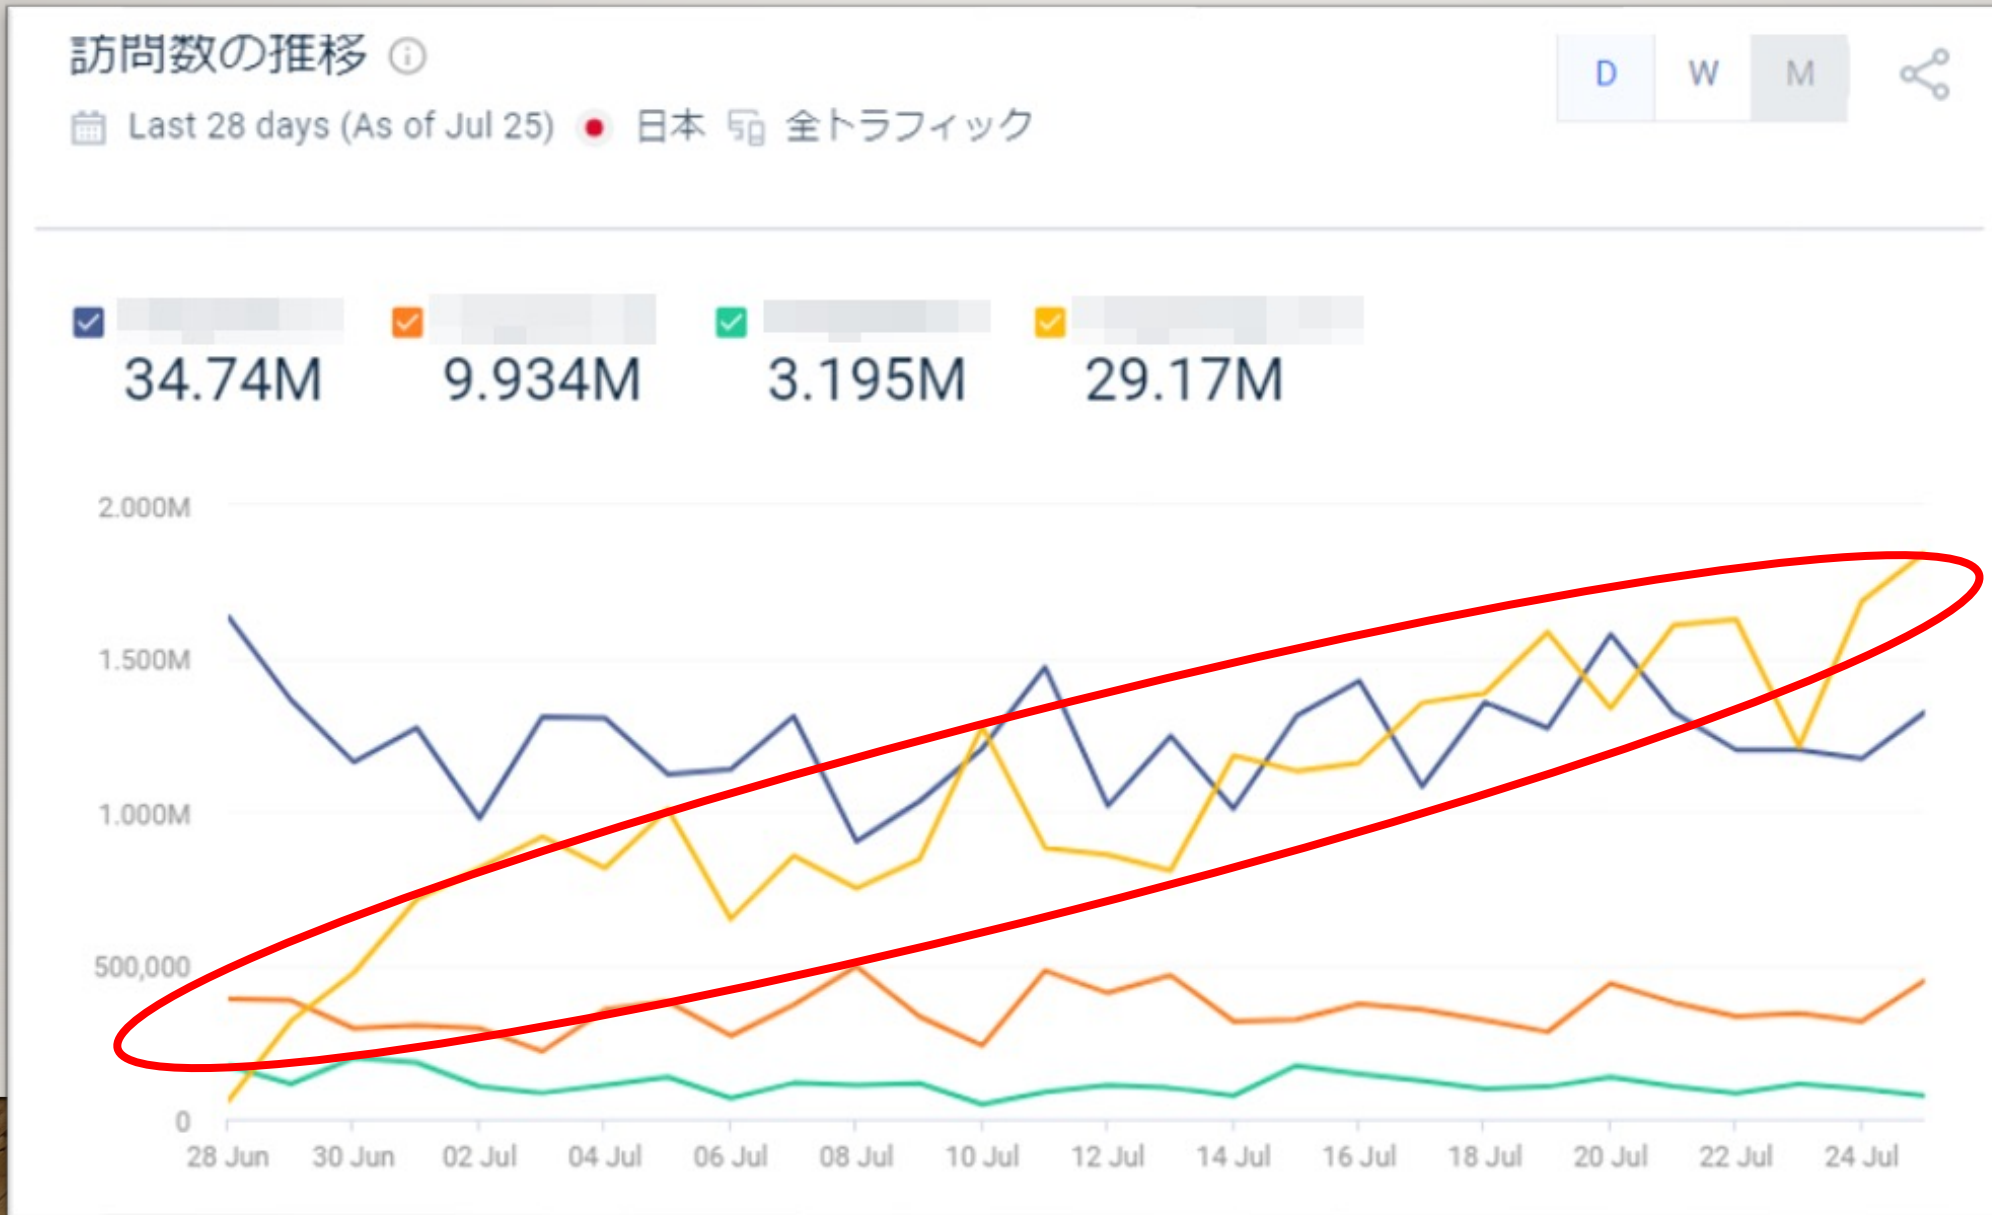 訪問数の推移
D W M
Last 28 days (As of Jul 25) 日本 全トラフィック
34.74M 9.934M 3.195M 29.17M
2.000M
1.500M
1.000M
500,000
0
28 Jun 30 Jun 02 Jul 04 Jul 06 Jul 08 Jul 10 Jul 12 Jul 14 Jul 16 Jul 18 Jul 20 Jul 22 Jul 24 Jul